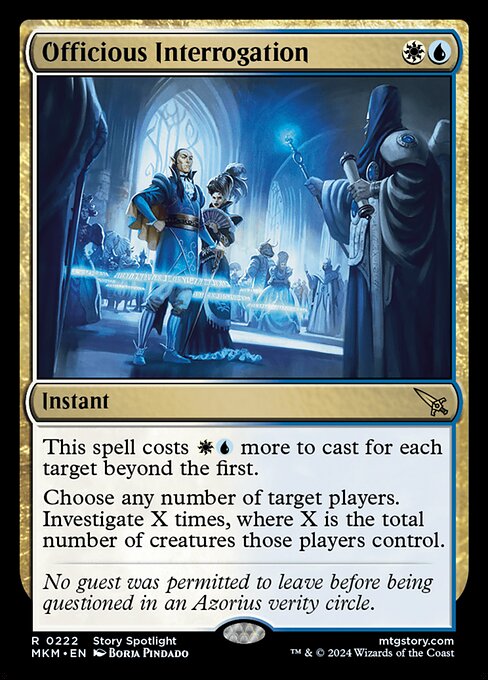 Officious Interrogation
Instant
This spell costs more to cast for each
target beyond the first.
Choose any number of target players.
Investigate X times, where X is the total
number of creatures those players control.
No guest was permitted to leave before being
questioned in an Azorius verity circle.
R 0222 Story Spotlight mtgstory.com
MKM • EN Borja Pindado ™ & © 2024 Wizards of the Coast